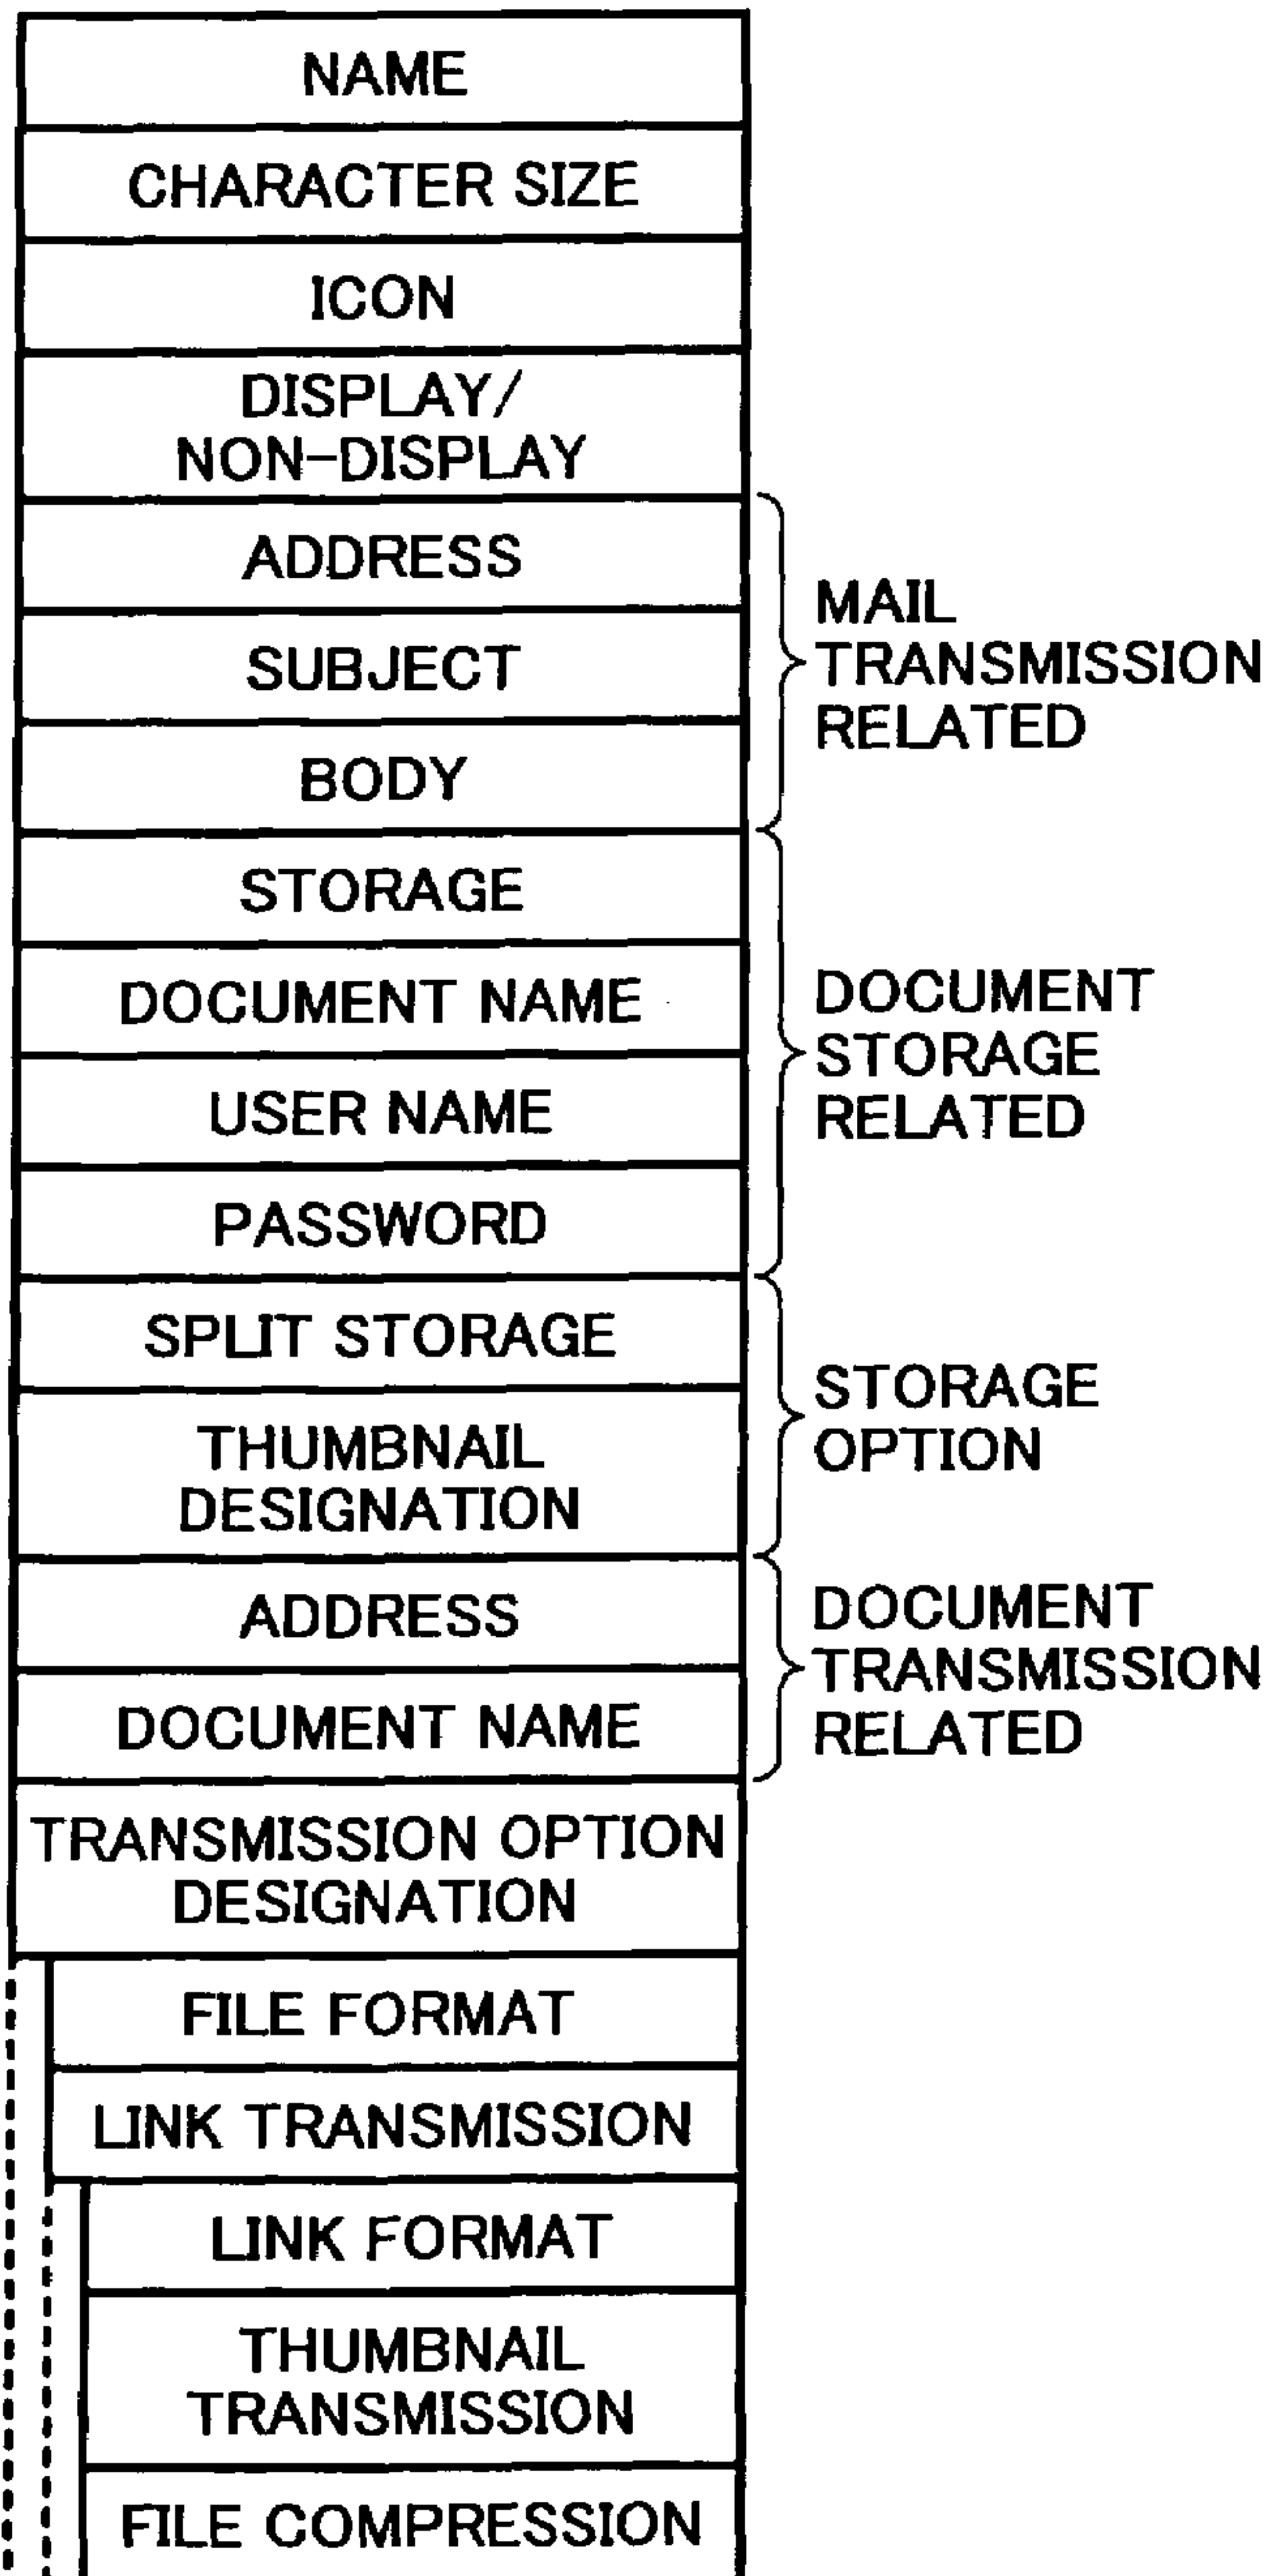 NAME
CHARACTER SIZE
ICON
DISPLAY/
NON-DISPLAY
ADDRESS
SUBJECT
BODY
MAIL
TRANSMISSION
RELATED
STORAGE
DOCUMENT NAME
USER NAME
PASSWORD
DOCUMENT
STORAGE
RELATED
SPLIT STORAGE
THUMBNAIL
DESIGNATION
STORAGE
OPTION
ADDRESS
DOCUMENT NAME
DOCUMENT
TRANSMISSION
RELATED
TRANSMISSION OPTION
DESIGNATION
FILE FORMAT
LINK TRANSMISSION
LINK FORMAT
THUMBNAIL
TRANSMISSION
FILE COMPRESSION